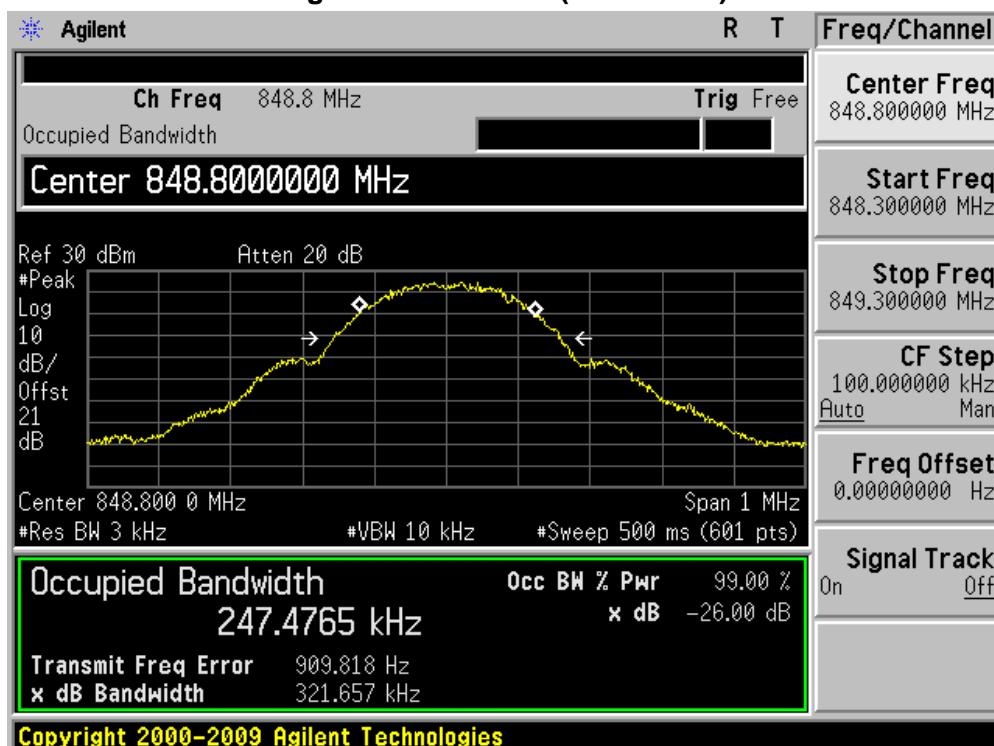 Agilent R T Freq/Channel
Ch Freq 848.8 MHz Trig Free
Occupied Bandwidth
Center 848.8000000 MHz
Ref 30 dBm Atten 20 dB
#Peak
Log
10
dB/
Offst
21
dB
Center 848.800 0 MHz Span 1 MHz
#Res BW 3 kHz #VBW 10 kHz #Sweep 500 ms (601 pts)
Occupied Bandwidth Occ BW % Pwr 99.00 %
247.4765 kHz x dB -26.00 dB
Transmit Freq Error 909.818 Hz
x dB Bandwidth 321.657 kHz
Center Freq
848.800000 MHz
Start Freq
848.300000 MHz
Stop Freq
849.300000 MHz
CF Step
100.000000 kHz
Auto Man
Freq Offset
0.00000000 Hz
Signal Track
On Off
Copyright 2000-2009 Agilent Technologies